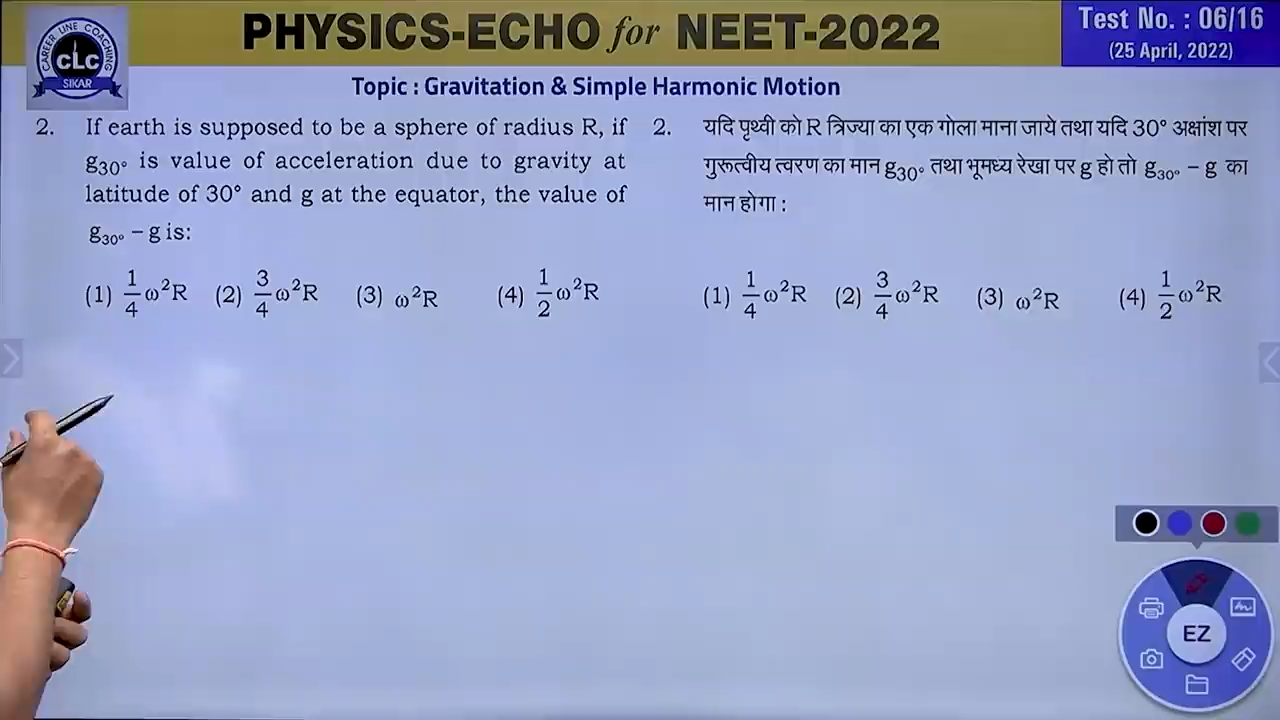 PHYSICS-ECHO for NEET-2022
Test No. : 06/16
(25 April, 2022)
CAREER LINE COACHING
CLC
SIKAR
Topic : Gravitation & Simple Harmonic Motion
2. If earth is supposed to be a sphere of radius R, if
g₃₀° is value of acceleration due to gravity at
latitude of 30° and g at the equator, the value of
g₃₀° − g is:
(1) 1/4 ω²R (2) 3/4 ω²R (3) ω²R (4) 1/2 ω²R
2. यदि पृथ्वी को R त्रिज्या का एक गोला माना जाये तथा यदि 30° अक्षांश पर
गुरूत्वीय त्वरण का मान g₃₀° तथा भूमध्य रेखा पर g हो तो g₃₀° − g का
मान होगा :
(1) 1/4 ω²R (2) 3/4 ω²R (3) ω²R (4) 1/2 ω²R
EZ